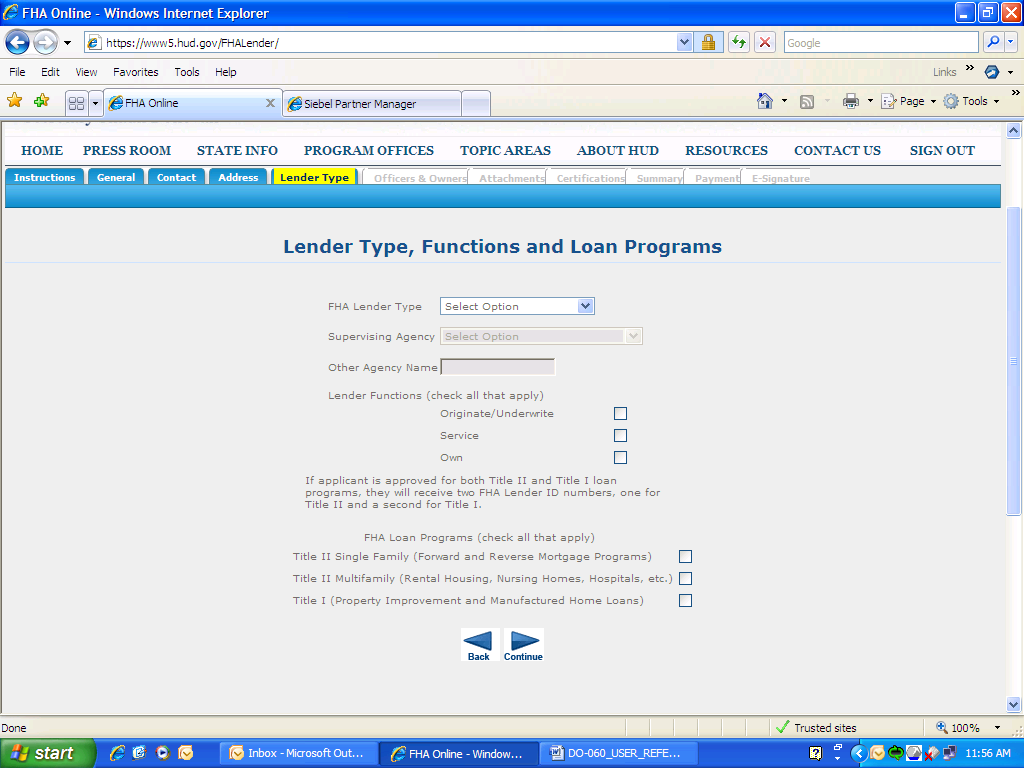 FHA Online - Windows Internet Explorer
https://www5.hud.gov/FHALender/
Google
File Edit View Favorites Tools Help
Links »
FHA Online
Siebel Partner Manager
Page Tools »
HOME PRESS ROOM STATE INFO PROGRAM OFFICES TOPIC AREAS ABOUT HUD RESOURCES CONTACT US SIGN OUT
Instructions General Contact Address Lender Type Officers & Owners Attachments Certifications Summary Payment E-Signature
Lender Type, Functions and Loan Programs
FHA Lender Type Select Option
Supervising Agency Select Option
Other Agency Name
Lender Functions (check all that apply)
Originate/Underwrite
Service
Own
If applicant is approved for both Title II and Title I loan
programs, they will receive two FHA Lender ID numbers, one for
Title II and a second for Title I.
FHA Loan Programs (check all that apply)
Title II Single Family (Forward and Reverse Mortgage Programs)
Title II Multifamily (Rental Housing, Nursing Homes, Hospitals, etc.)
Title I (Property Improvement and Manufactured Home Loans)
Back Continue
Done Trusted sites 100%
start Inbox - Microsoft Out... FHA Online - Window... DO-060_USER_REFE... 11:56 AM